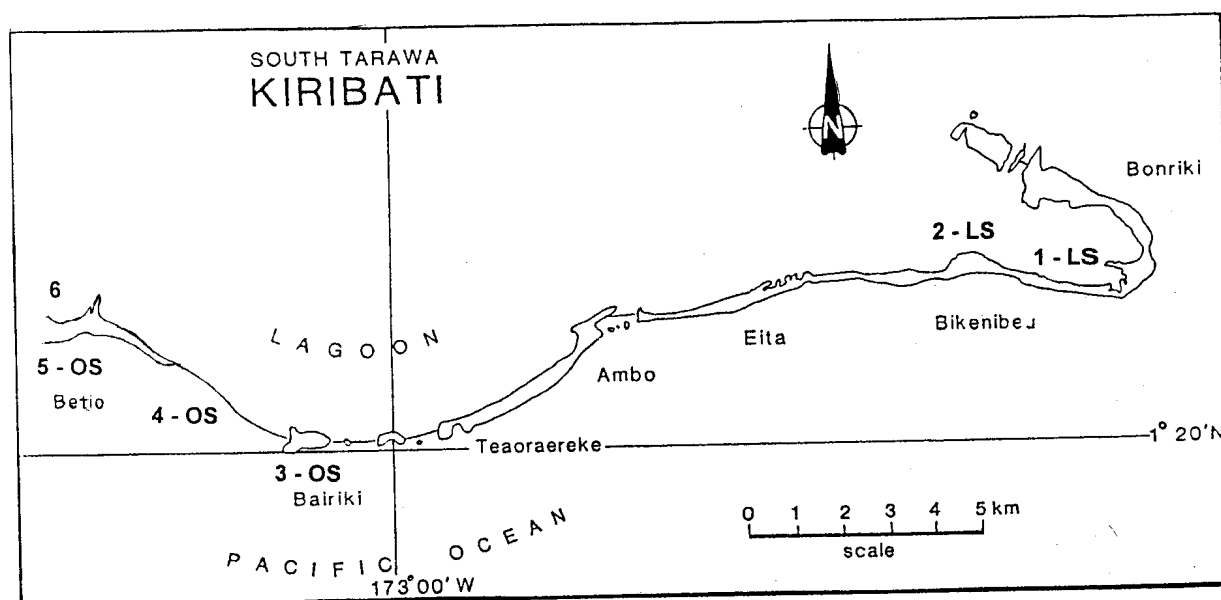 SOUTH TARAWA
KIRIBATI
N
Bonriki
2 - LS
1 - LS
6
LAGOON
Eita
Bikenibeu
5 - OS
Ambo
Betio
4 - OS
Teaoraereke
1° 20'N
3 - OS
Bairiki
0 1 2 3 4 5 km
scale
PACIFIC OCEAN
173°00' W